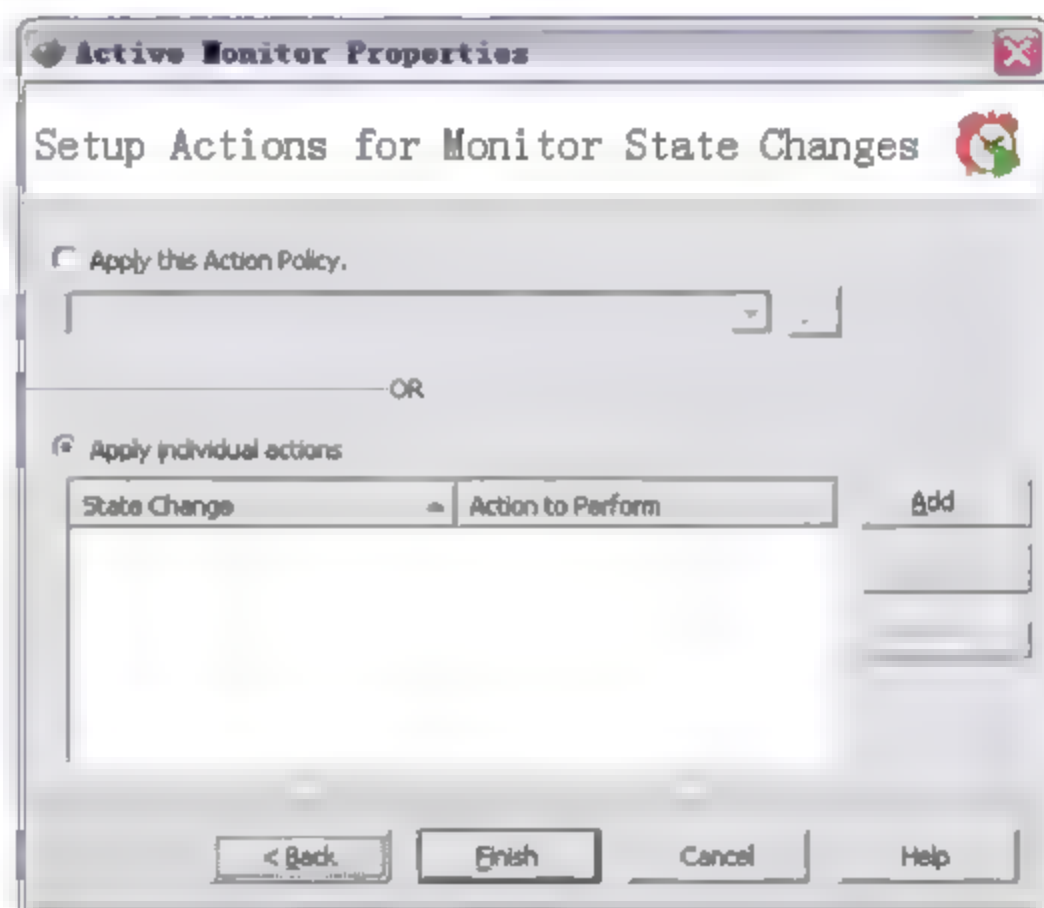 Active Monitor Properties
Setup Actions for Monitor State Changes
Apply this Action Policy.
OR
Apply individual actions
State Change Action to Perform
Add
< Back Finish Cancel Help